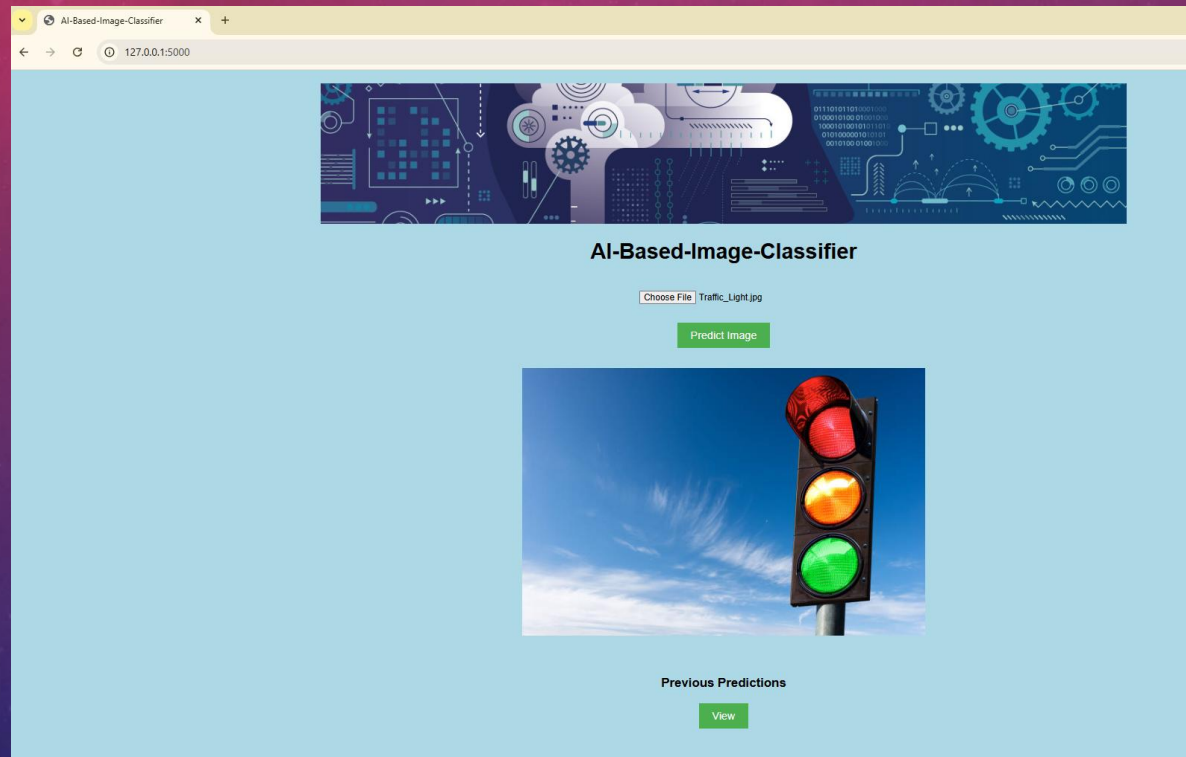 AI-Based-Image-Classifier
127.0.0.1:5000
AI-Based-Image-Classifier
Choose File Traffic_Light.jpg
Predict Image
Previous Predictions
View